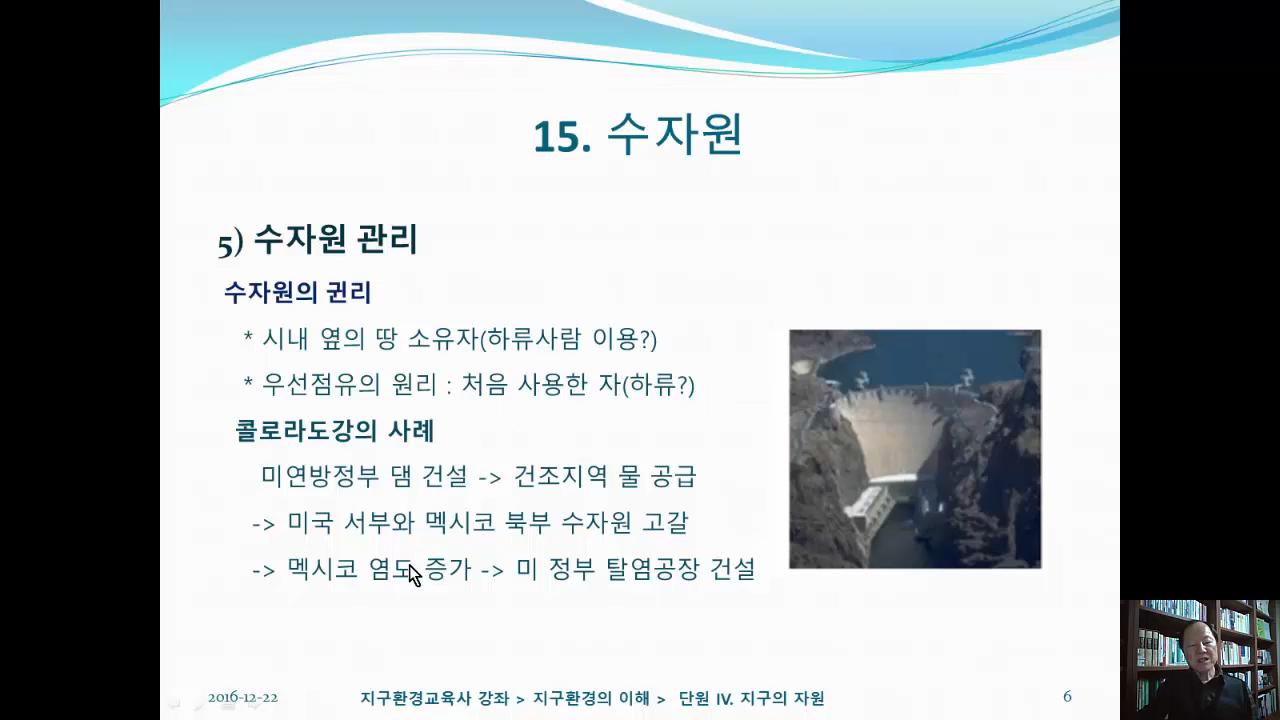 15. 수자원
5) 수자원 관리
수자원의 권리
* 시내 옆의 땅 소유자(하류사람 이용?)
* 우선점유의 원리 : 처음 사용한 자(하류?)
콜로라도강의 사례
미연방정부 댐 건설 -> 건조지역 물 공급
-> 미국 서부와 멕시코 북부 수자원 고갈
-> 멕시코 염도 증가 -> 미 정부 탈염공장 건설
2016-12-22 지구환경교육사 강좌 > 지구환경의 이해 > 단원 IV. 지구의 자원 6